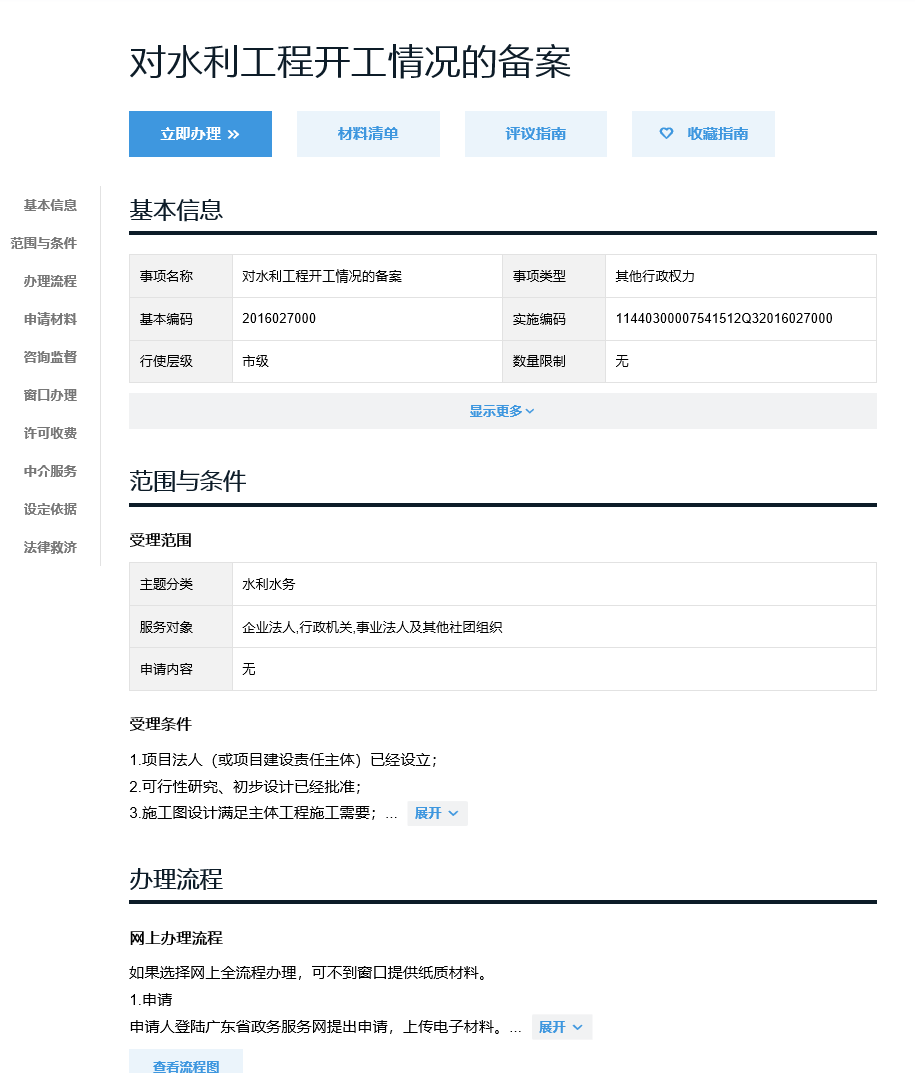 对水利工程开工情况的备案
立即办理 »
材料清单
评议指南
收藏指南
基本信息
范围与条件
办理流程
申请材料
咨询监督
窗口办理
许可收费
中介服务
设定依据
法律救济
基本信息
事项名称 对水利工程开工情况的备案 事项类型 其他行政权力
基本编码 2016027000 实施编码 11440300007541512Q32016027000
行使层级 市级 数量限制 无
显示更多
范围与条件
受理范围
主题分类 水利水务
服务对象 企业法人,行政机关,事业法人及其他社团组织
申请内容 无
受理条件
1.项目法人（或项目建设责任主体）已经设立；
2.可行性研究、初步设计已经批准；
3.施工图设计满足主体工程施工需要；... 展开
办理流程
网上办理流程
如果选择网上全流程办理，可不到窗口提供纸质材料。
1.申请
申请人登陆广东省政务服务网提出申请，上传电子材料。... 展开
查看流程图